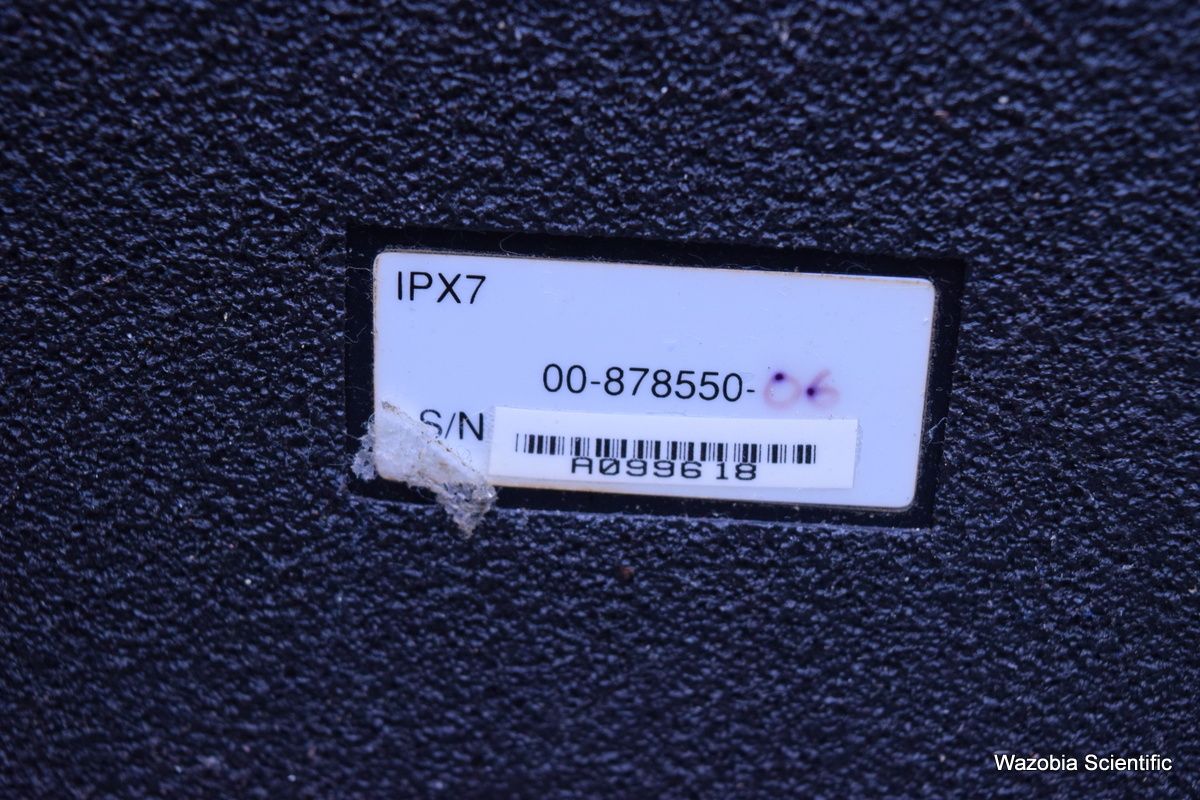 IPX7
00-878550-06
S/N
A099618
Wazobia Scientific